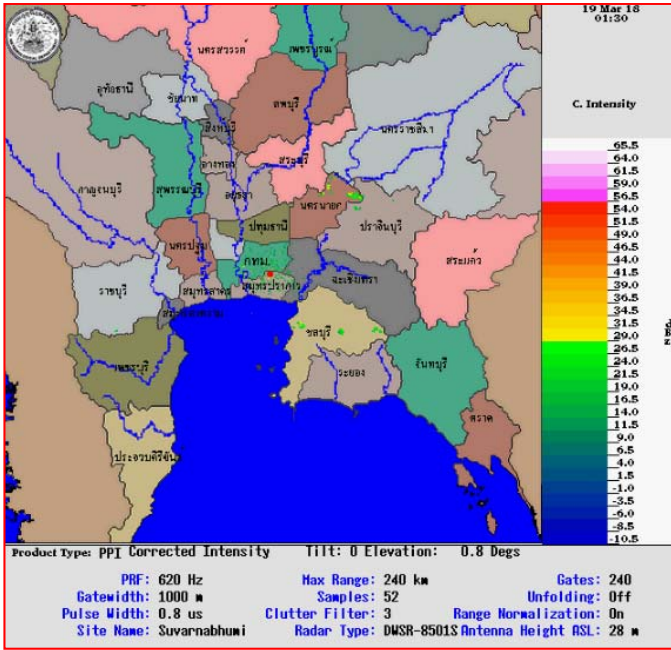 19 Mar 18
01:30
C. Intensity
65.5
64.0
61.5
59.0
56.5
54.0
51.5
49.0
46.5
44.0
41.5
39.0
36.5
34.0
31.5
29.0
26.5
24.0
21.5
19.0
16.5
14.0
11.5
9.0
6.5
4.0
1.5
-1.0
-3.5
-6.0
-8.5
-10.5
นครสวรรค์
เพชรบูรณ์
อุทัยธานี
ชัยนาท
ลพบุรี
สิงห์บุรี
นครราชสีมา
อ่างทอง
สระบุรี
กาญจนบุรี
สุพรรณบุรี
อยุธยา
นครนายก
ปราจีนบุรี
ปทุมธานี
นครปฐม
กทม.
สระแก้ว
ฉะเชิงเทรา
ราชบุรี
สมุทรสาคร
สมุทรปราการ
ชลบุรี
เพชรบุรี
ระยอง
จันทบุรี
ตราด
ประจวบคีรีขันธ์
Product Type: PPI Corrected Intensity Tilt: 0 Elevation: 0.8 Degs
PRF: 620 Hz Max Range: 240 km Gates: 240
Gatewidth: 1000 m Samples: 52 Unfolding: Off
Pulse Width: 0.8 us Clutter Filter: 3 Range Normalization: On
Site Name: Suvarnabhumi Radar Type: DWSR-8501S Antenna Height ASL: 28 m